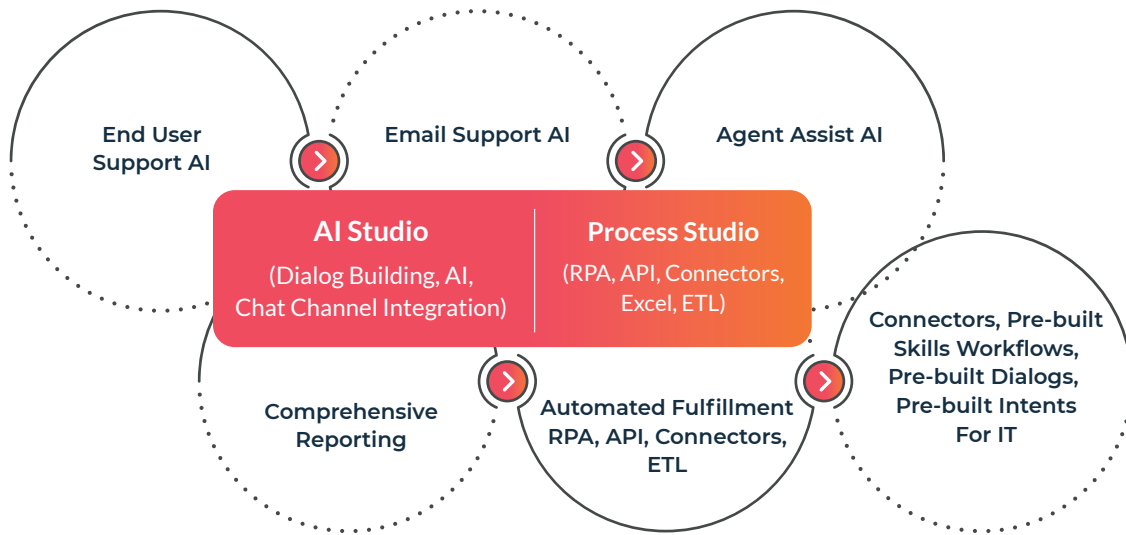 End User
Support AI
Email Support AI
Agent Assist AI
AI Studio
(Dialog Building, AI,
Chat Channel Integration)
Process Studio
(RPA, API, Connectors,
Excel, ETL)
Comprehensive
Reporting
Automated Fulfillment
RPA, API, Connectors,
ETL
Connectors, Pre-built
Skills Workflows,
Pre-built Dialogs,
Pre-built Intents
For IT